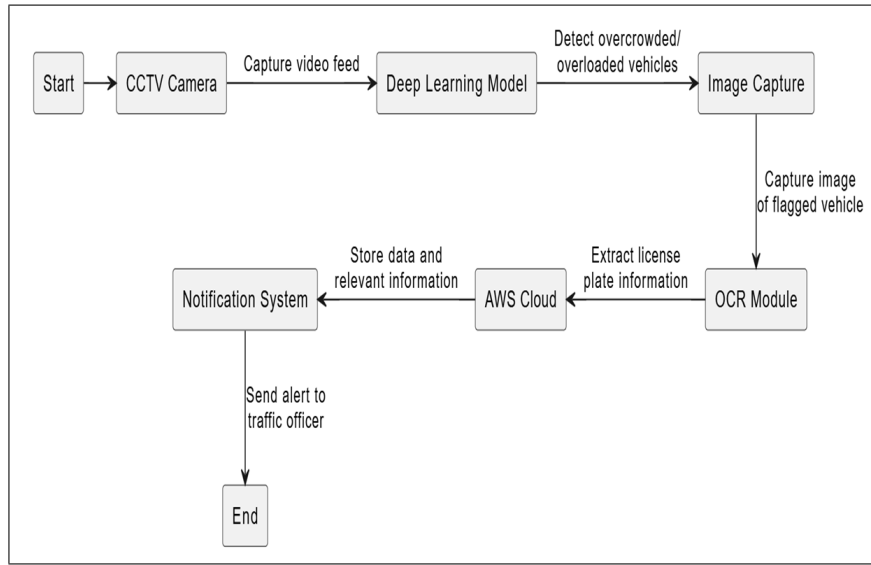 Start
CCTV Camera
Capture video feed
Deep Learning Model
Detect overcrowded/
overloaded vehicles
Image Capture
Capture image
of flagged vehicle
OCR Module
Extract license
plate information
AWS Cloud
Store data and
relevant information
Notification System
Send alert to
traffic officer
End